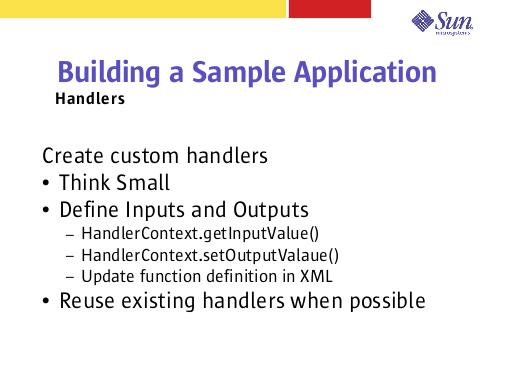 Sun
microsystems
Building a Sample Application
Handlers
Create custom handlers
• Think Small
• Define Inputs and Outputs
– HandlerContext.getInputValue()
– HandlerContext.setOutputValaue()
– Update function definition in XML
• Reuse existing handlers when possible